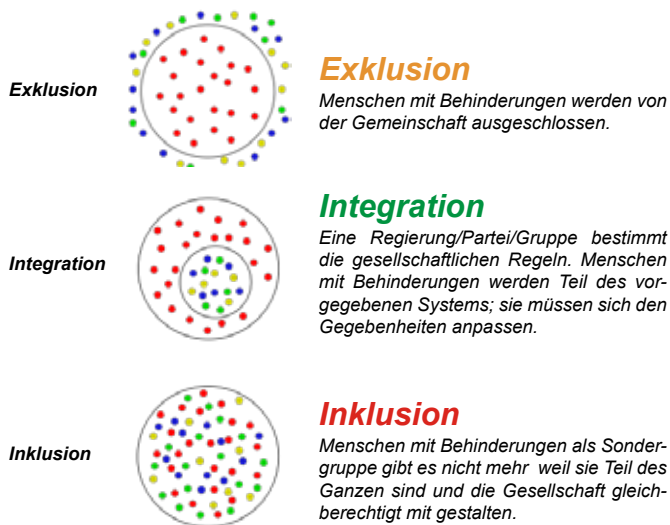 Exklusion
Exklusion
Menschen mit Behinderungen werden von
der Gemeinschaft ausgeschlossen.
Integration
Integration
Eine Regierung/Partei/Gruppe bestimmt
die gesellschaftlichen Regeln. Menschen
mit Behinderungen werden Teil des vor-
gegebenen Systems; sie müssen sich den
Gegebenheiten anpassen.
Inklusion
Inklusion
Menschen mit Behinderungen als Sonder-
gruppe gibt es nicht mehr weil sie Teil des
Ganzen sind und die Gesellschaft gleich-
berechtigt mit gestalten.